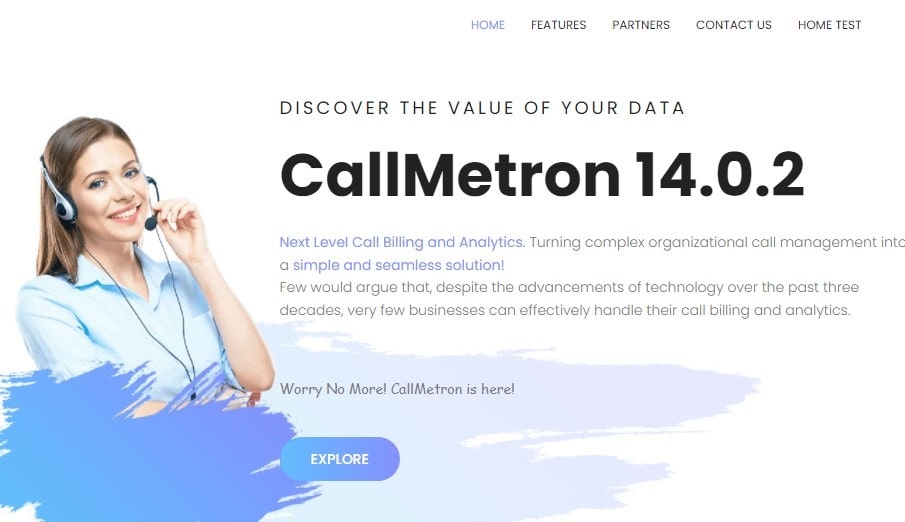 HOME FEATURES PARTNERS CONTACT US HOME TEST
DISCOVER THE VALUE OF YOUR DATA
CallMetron 14.0.2
Next Level Call Billing and Analytics. Turning complex organizational call management into
a simple and seamless solution!
Few would argue that, despite the advancements of technology over the past three
decades, very few businesses can effectively handle their call billing and analytics.
Worry No More! CallMetron is here!
EXPLORE